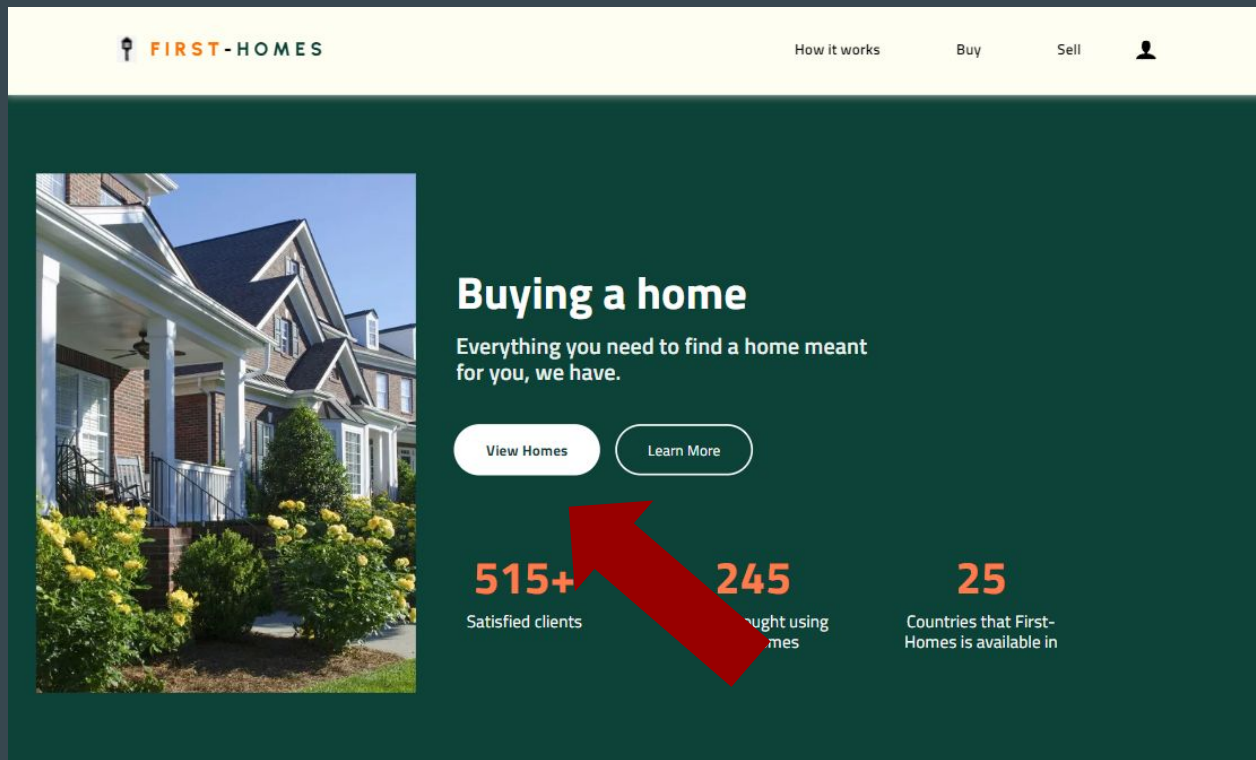 FIRST-HOMES
How it works
Buy
Sell
Buying a home
Everything you need to find a home meant
for you, we have.
View Homes
Learn More
515+
Satisfied clients
245
using
25
Countries that First-
Homes is available in